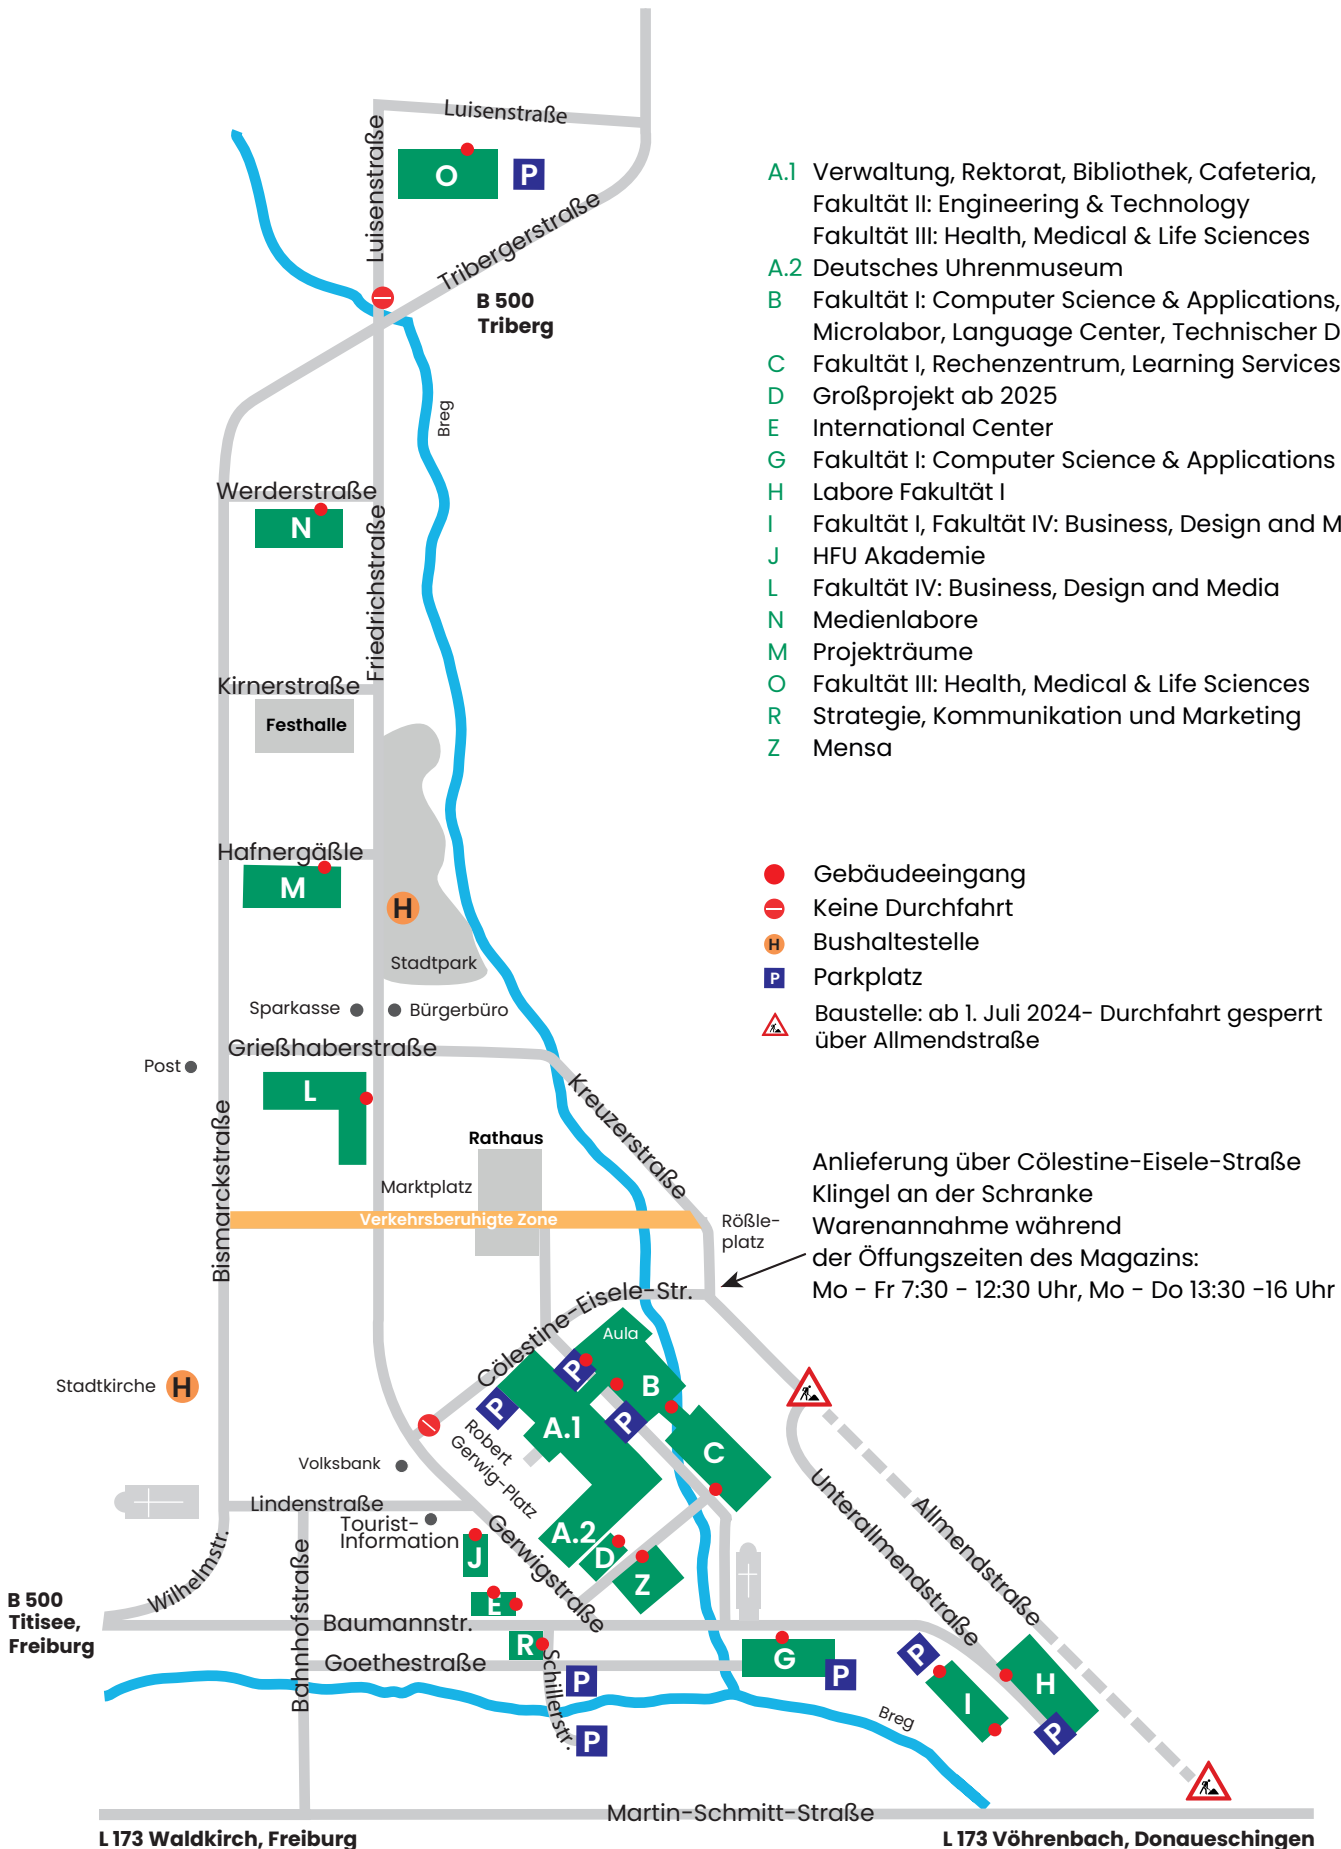 Luisenstraße
Luisenstraße
O
P
Tribergerstraße
B 500
Triberg
Breg
Werderstraße
N
Friedrichstraße
Kirnerstraße
Festhalle
Hafnergäßle
M
H
Stadtpark
Sparkasse
Bürgerbüro
Grießhaberstraße
Post
L
Kreuzerstraße
Bismarckstraße
Rathaus
Marktplatz
Verkehrsberuhigte Zone
Rößle-
platz
Cölestine-Eisele-Str.
Aula
Stadtkirche
H
P
P
P
B
A.1
C
Robert
Gerwig-Platz
Volksbank
Lindenstraße
Tourist-
Information
Gerwigstraße
A.2
D
Z
J
E
Wilhelmstr.
B 500
Titisee,
Freiburg
Bahnhofstraße
Baumannstr.
R
Goethestraße
Schillerstr.
P
P
G
P
Unterallmendstraße
Allmendstraße
P
I
H
P
Breg
Martin-Schmitt-Straße
L 173 Waldkirch, Freiburg
L 173 Vöhrenbach, Donaueschingen
A.1 Verwaltung, Rektorat, Bibliothek, Cafeteria,
Fakultät II: Engineering & Technology
Fakultät III: Health, Medical & Life Sciences
A.2 Deutsches Uhrenmuseum
B Fakultät I: Computer Science & Applications,
Microlabor, Language Center, Technischer D
C Fakultät I, Rechenzentrum, Learning Services
D Großprojekt ab 2025
E International Center
G Fakultät I: Computer Science & Applications
H Labore Fakultät I
I Fakultät I, Fakultät IV: Business, Design and M
J HFU Akademie
L Fakultät IV: Business, Design and Media
N Medienlabore
M Projekträume
O Fakultät III: Health, Medical & Life Sciences
R Strategie, Kommunikation und Marketing
Z Mensa
Gebäudeeingang
Keine Durchfahrt
H Bushaltestelle
P Parkplatz
Baustelle: ab 1. Juli 2024- Durchfahrt gesperrt
über Allmendstraße
Anlieferung über Cölestine-Eisele-Straße
Klingel an der Schranke
Warenannahme während
der Öffungszeiten des Magazins:
Mo - Fr 7:30 - 12:30 Uhr, Mo - Do 13:30 -16 Uhr